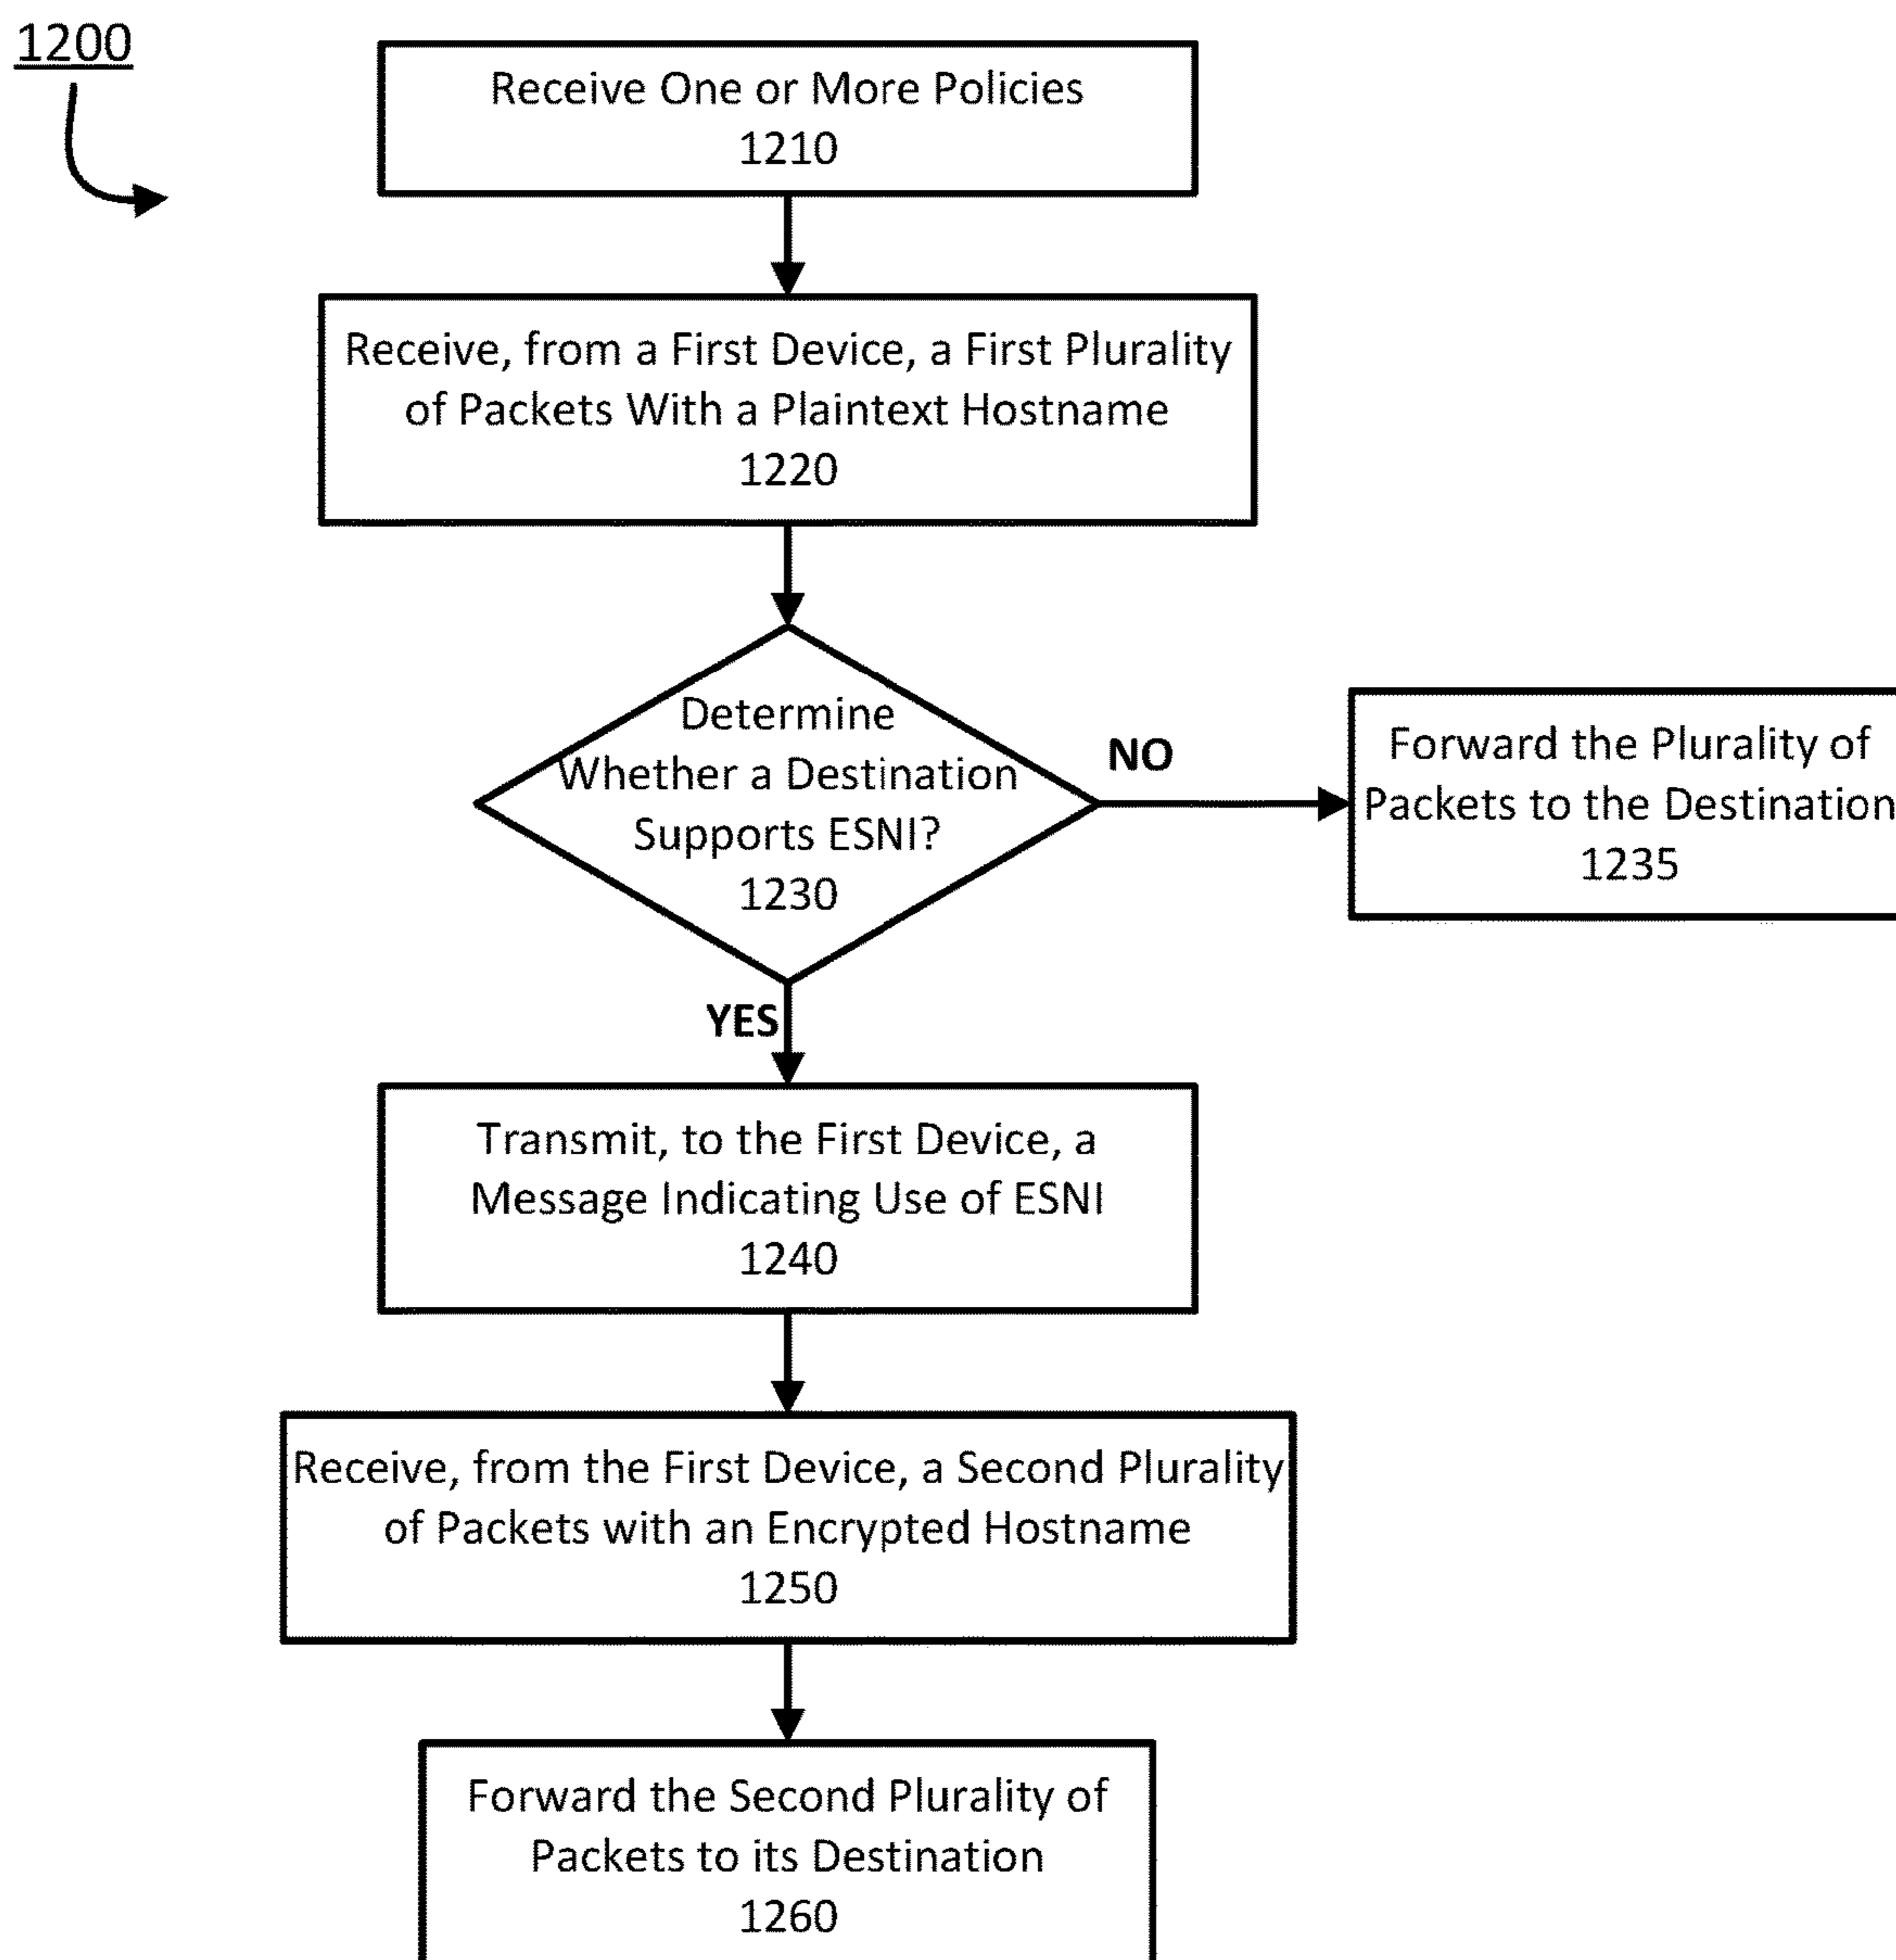 1200
Receive One or More Policies
1210
Receive, from a First Device, a First Plurality
of Packets With a Plaintext Hostname
1220
Determine
Whether a Destination
Supports ESNI?
1230
NO
Forward the Plurality of
Packets to the Destination
1235
YES
Transmit, to the First Device, a
Message Indicating Use of ESNI
1240
Receive, from the First Device, a Second Plurality
of Packets with an Encrypted Hostname
1250
Forward the Second Plurality of
Packets to its Destination
1260